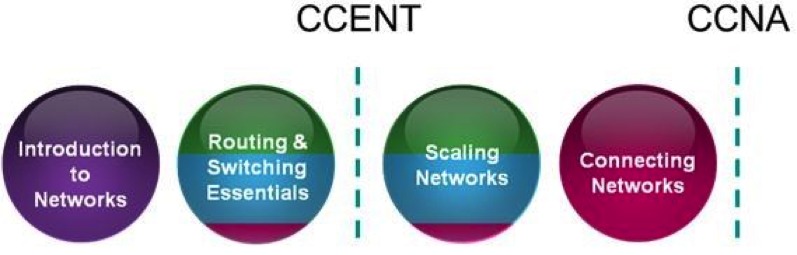 CCENT
CCNA
Introduction
to
Networks
Routing &
Switching
Essentials
Scaling
Networks
Connecting
Networks